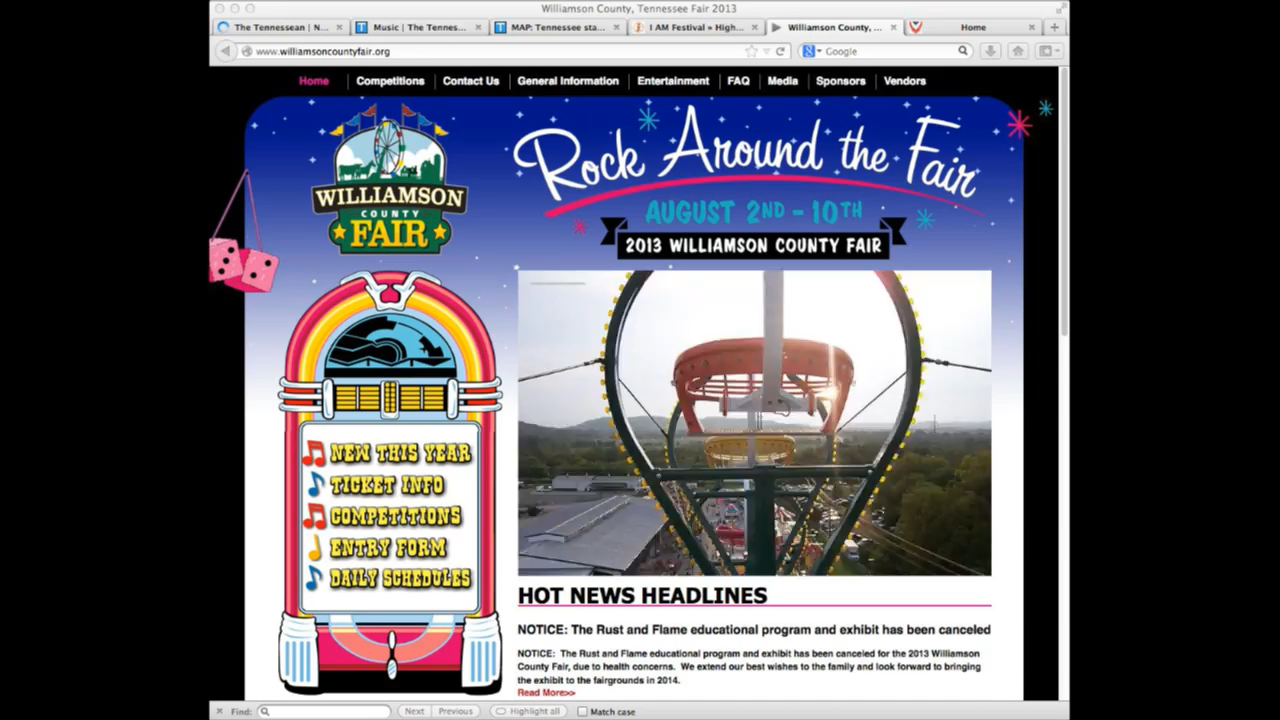 Williamson County, Tennessee Fair 2013
The Tennessean | N...
Music | The Tennes...
MAP: Tennessee sta...
I AM Festival » High...
Williamson County, ...
Home
www.williamsoncountyfair.org
Google
Home
Competitions
Contact Us
General Information
Entertainment
FAQ
Media
Sponsors
Vendors
WILLIAMSON
COUNTY
FAIR
Rock Around the Fair
AUGUST 2ND - 10TH
2013 WILLIAMSON COUNTY FAIR
NEW THIS YEAR
TICKET INFO
COMPETITIONS
ENTRY FORM
DAILY SCHEDULES
HOT NEWS HEADLINES
NOTICE: The Rust and Flame educational program and exhibit has been canceled
NOTICE: The Rust and Flame educational program and exhibit has been canceled for the 2013 Williamson
County Fair, due to health concerns. We extend our best wishes to the family and look forward to bringing
the exhibit to the fairgrounds in 2014.
Read More>>
Find:
Next
Previous
Highlight all
Match case